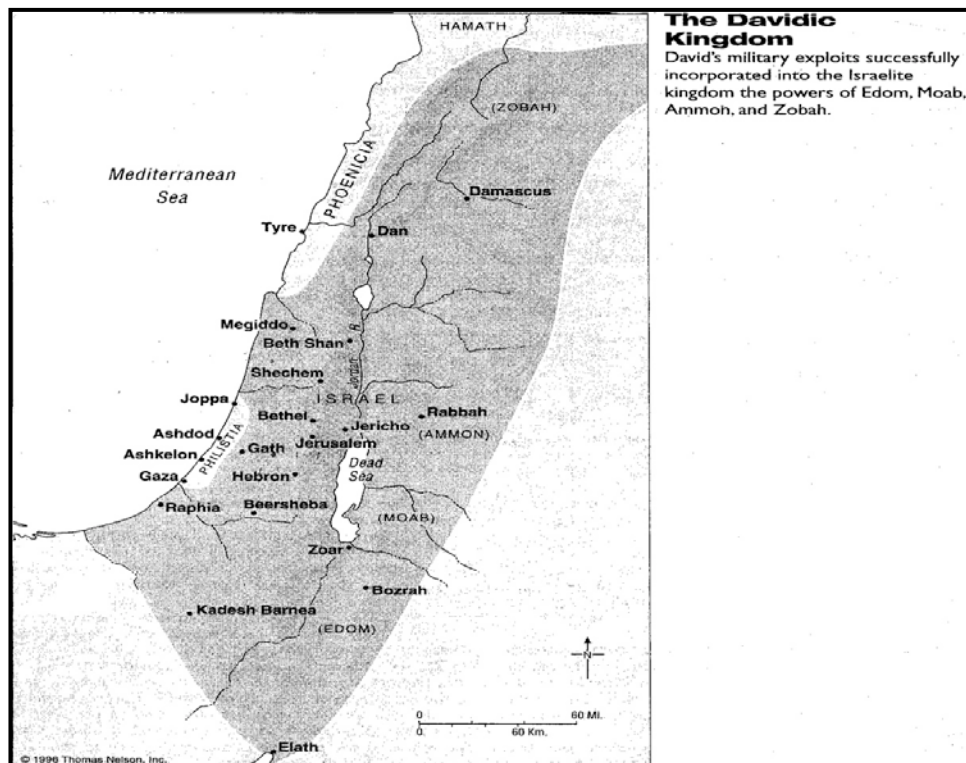 The Davidic
Kingdom
David's military exploits successfully
incorporated into the Israelite
kingdom the powers of Edom, Moab,
Ammon, and Zobah.
HAMATH
(ZOBAH)
Mediterranean
Sea
PHOENICIA
Damascus
Tyre
Dan
Megiddo
Beth Shan
Jordan R.
Shechem
ISRAEL
Joppa
Bethel
Rabbah
Jericho
(AMMON)
Ashdod
Jerusalem
PHILISTIA
Gath
Ashkelon
Dead
Sea
Gaza
Hebron
Raphia
Beersheba
(MOAB)
Zoar
Bozrah
Kadesh Barnea
(EDOM)
N
0
60 Mi.
0
60 Km.
Elath
© 1996 Thomas Nelson, Inc.